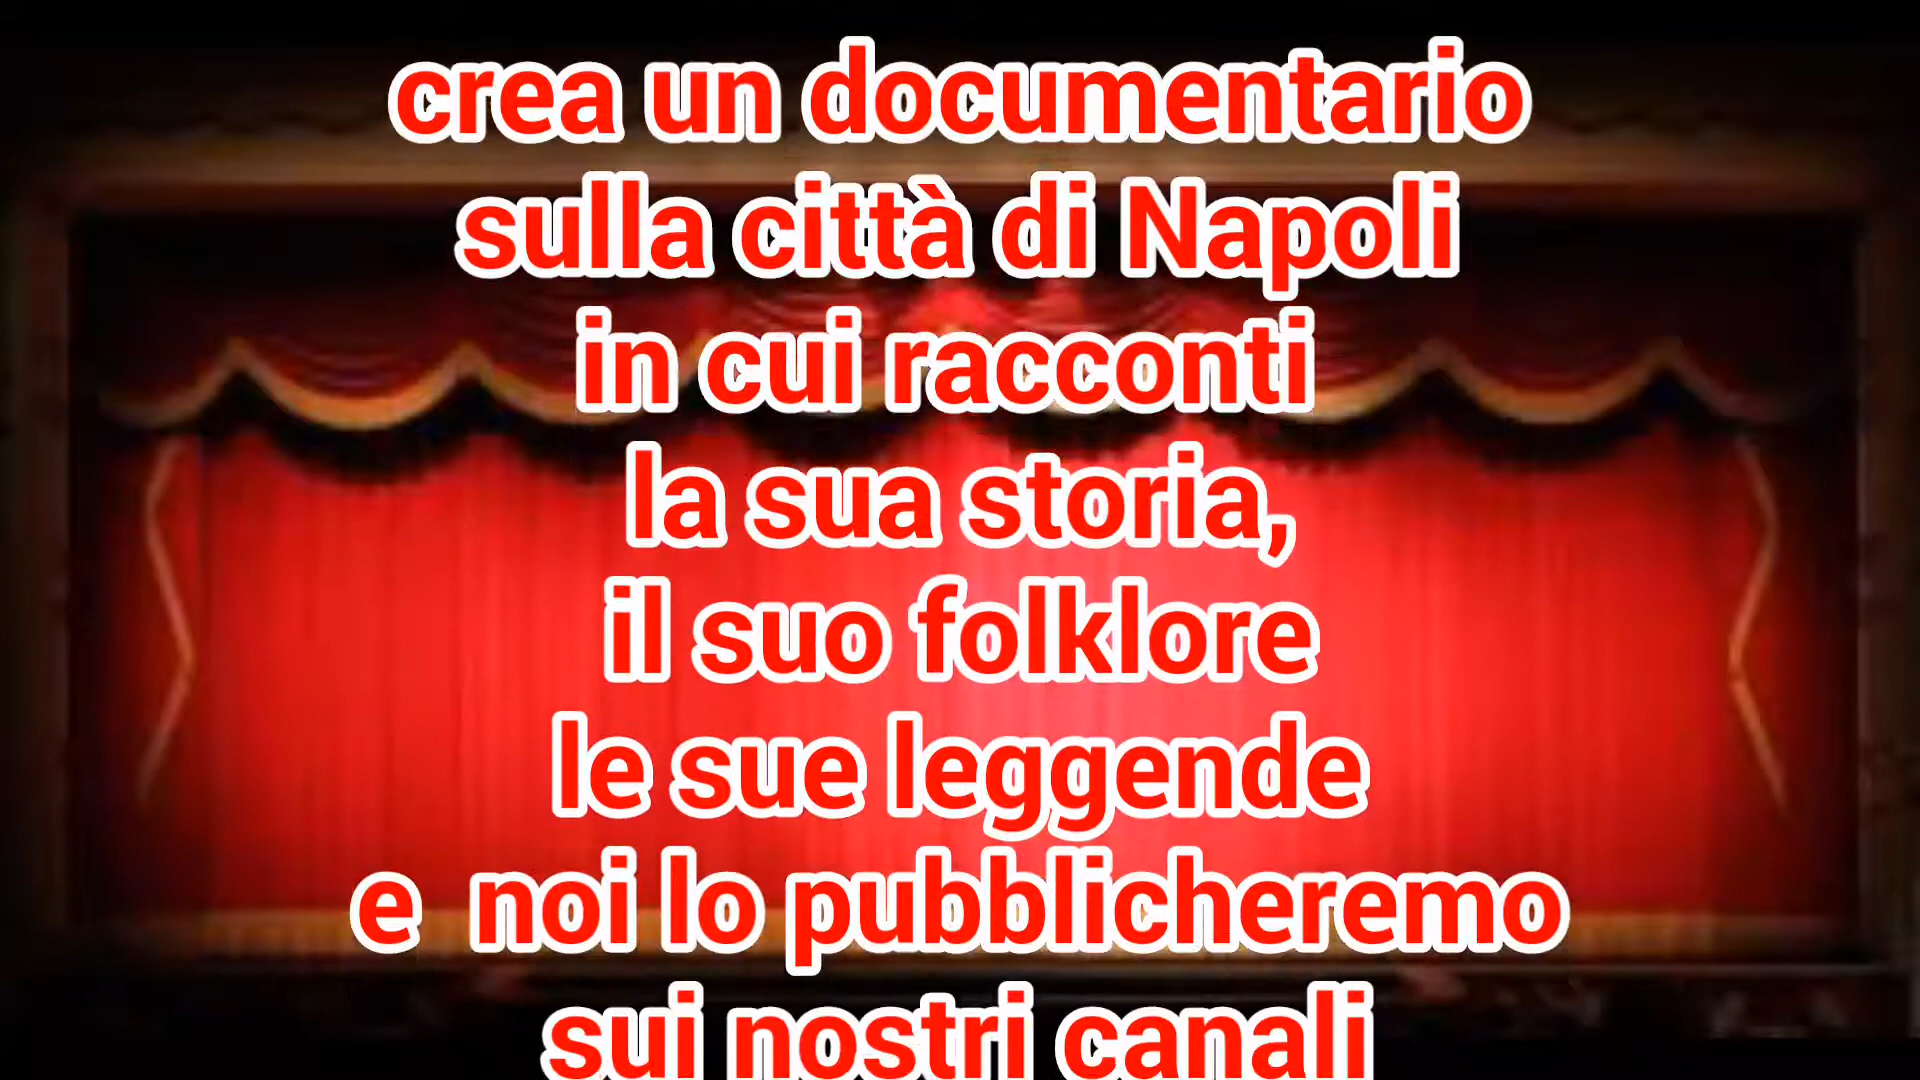 crea un documentario
sulla città di Napoli
in cui racconti
la sua storia,
il suo folklore
le sue leggende
e  noi lo pubblicheremo
sui nostri canali